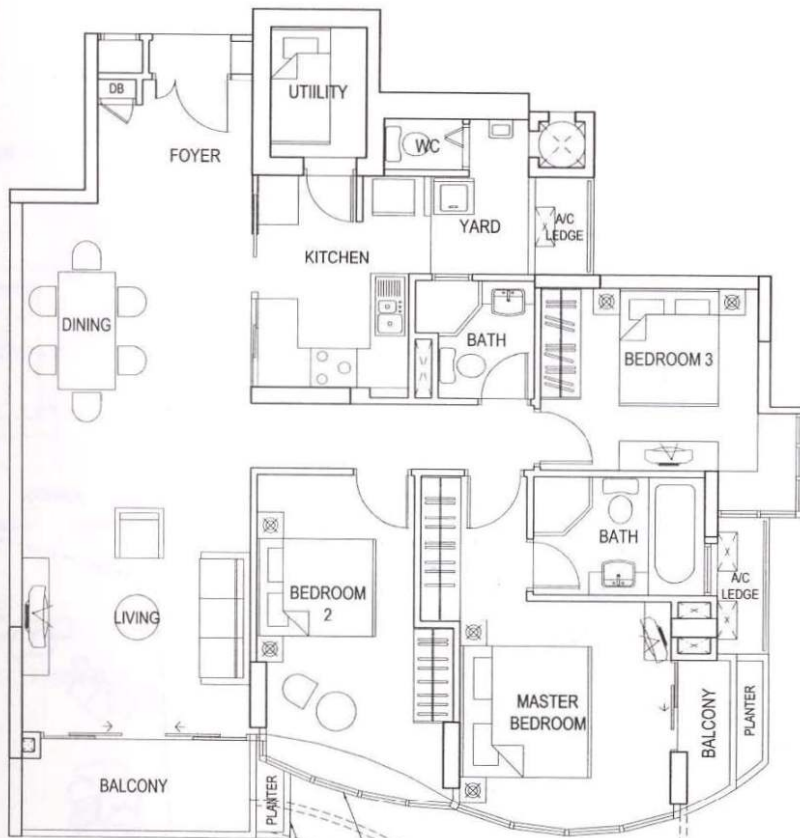 DB
UTIILITY
WC
FOYER
YARD
A/C
LEDGE
KITCHEN
DINING
BATH
BEDROOM 3
BATH
A/C
LEDGE
BEDROOM
2
LIVING
MASTER
BEDROOM
BALCONY
PLANTER
BALCONY
PLANTER